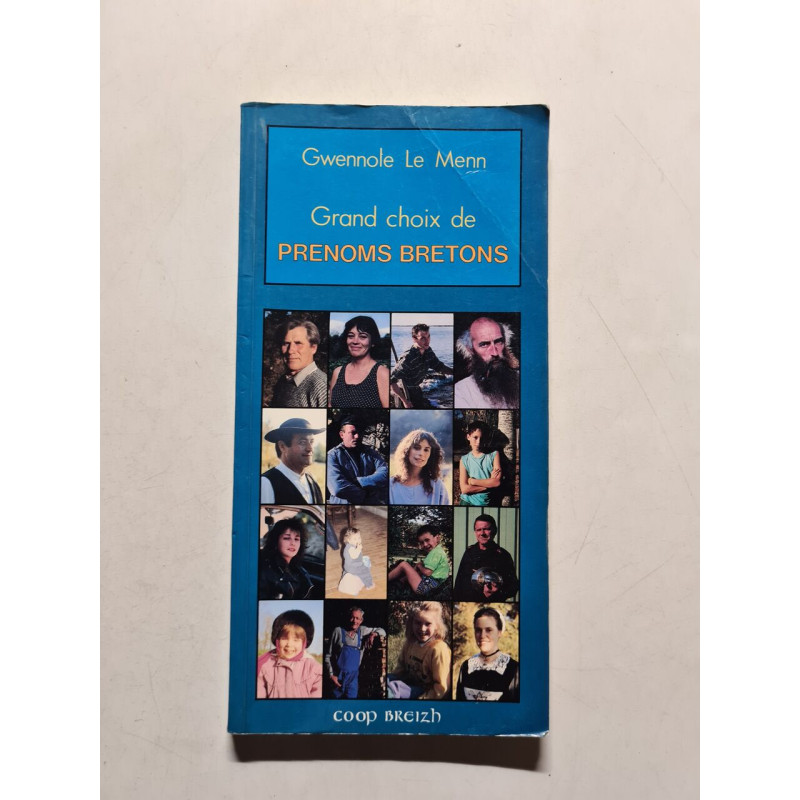 Gwennole Le Menn
Grand choix de
PRENOMS BRETONS
COOP BREIZH